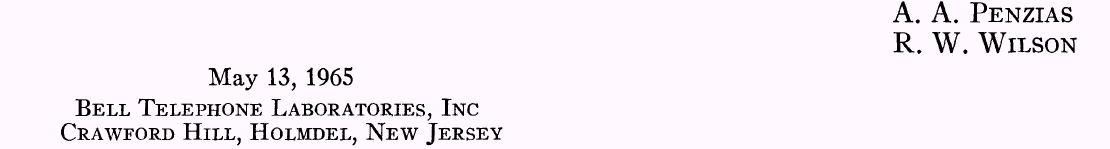 A. A. PENZIAS
R. W. WILSON
May 13, 1965
BELL TELEPHONE LABORATORIES, INC
CRAWFORD HILL, HOLMDEL, NEW JERSEY